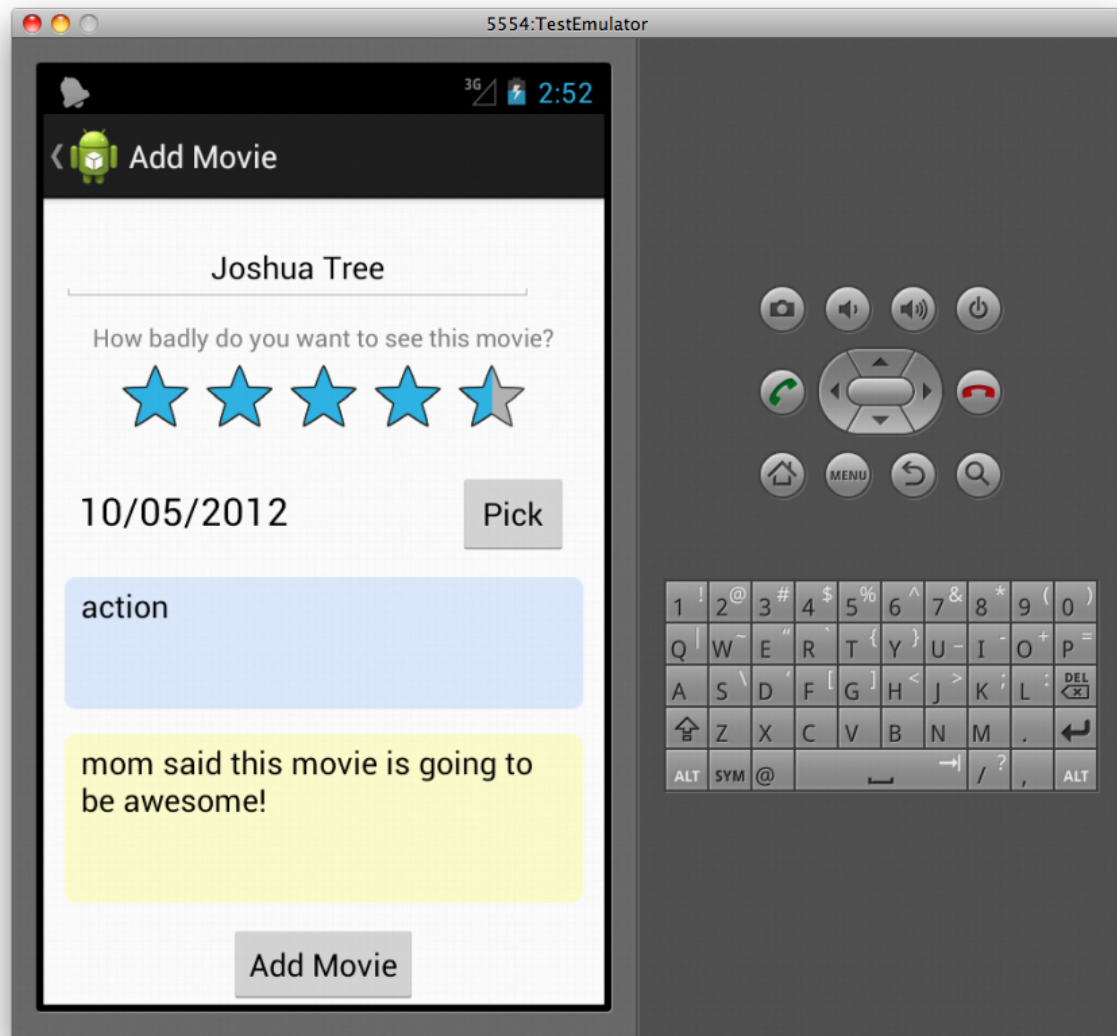 5554:TestEmulator
3G 2:52
Add Movie
Joshua Tree
How badly do you want to see this movie?
10/05/2012 Pick
action
mom said this movie is going to
be awesome!
Add Movie
MENU
1 ! 2 @ 3 # 4 $ 5 % 6 ^ 7 & 8 * 9 ( 0 )
Q | W ~ E " R ` T { Y } U _ I - O + P =
A S \ D ' F [ G ] H < J > K ; L : DEL
Z X C V B N M .
ALT SYM @ / ? , ALT